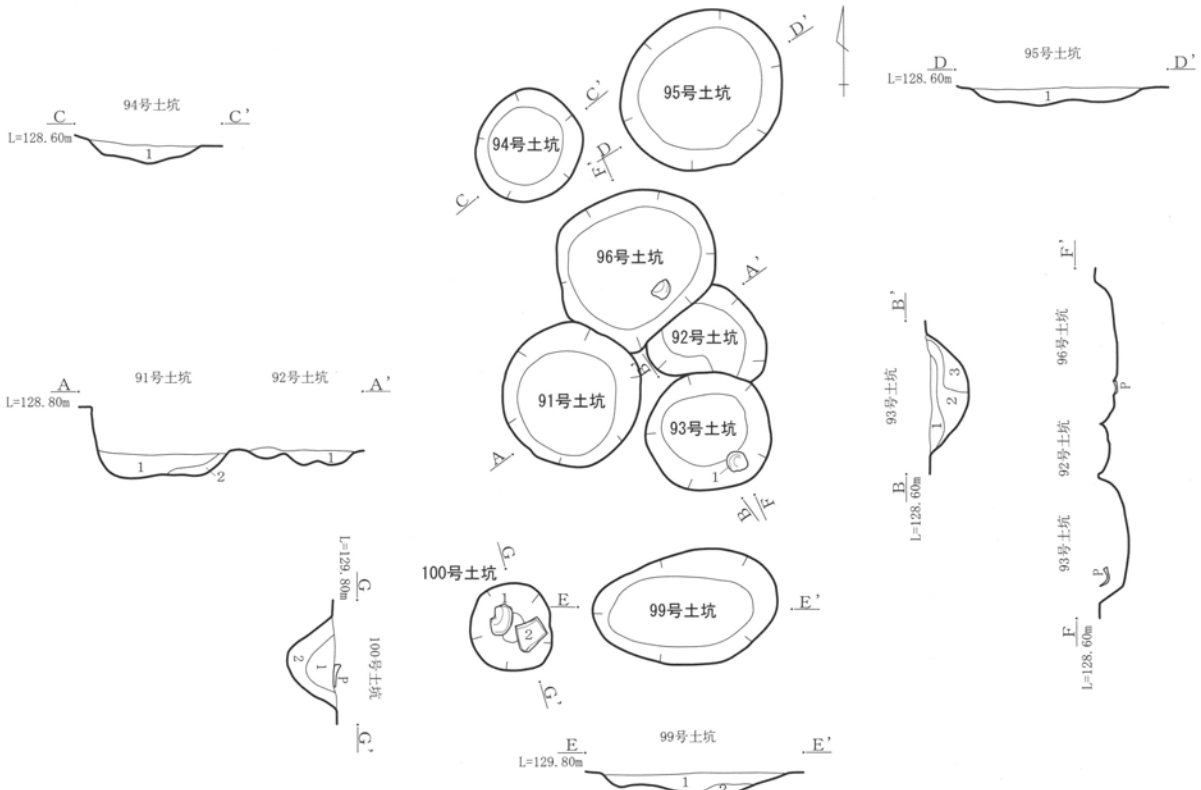 94号土坑
C
C'
L=128.60m
1
95号土坑
D
D'
L=128.60m
1
95号土坑
D'
94号土坑
C'
C
D
F'
96号土坑
A'
92号土坑
B'
91号土坑
93号土坑
1
A
B
F
91号土坑
92号土坑
A
A'
L=128.80m
1
2
1
B'
93号土坑
3
2
1
B
L=128.60m
F'
96号土坑
P
92号土坑
93号土坑
P
F
L=128.60m
L=129.80m
G
100号土坑
2
1
P
G'
100号土坑
G
1
2
G'
E
99号土坑
E'
99号土坑
E
E'
L=129.80m
1
2